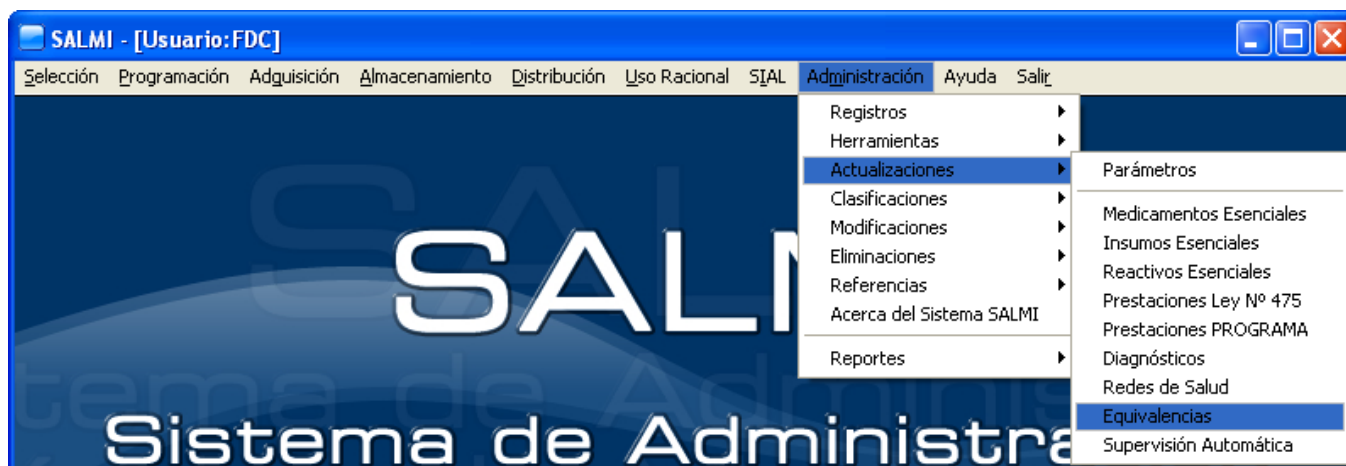 SALMI - [Usuario:FDC]
Selección Programación Adquisición Almacenamiento Distribución Uso Racional SIAL Administración Ayuda Salir
Registros
Herramientas
Actualizaciones
Clasificaciones
Modificaciones
Eliminaciones
Referencias
Acerca del Sistema SALMI
Reportes
Parámetros
Medicamentos Esenciales
Insumos Esenciales
Reactivos Esenciales
Prestaciones Ley Nº 475
Prestaciones PROGRAMA
Diagnósticos
Redes de Salud
Equivalencias
Supervisión Automática
SAL
Sistema de Administra